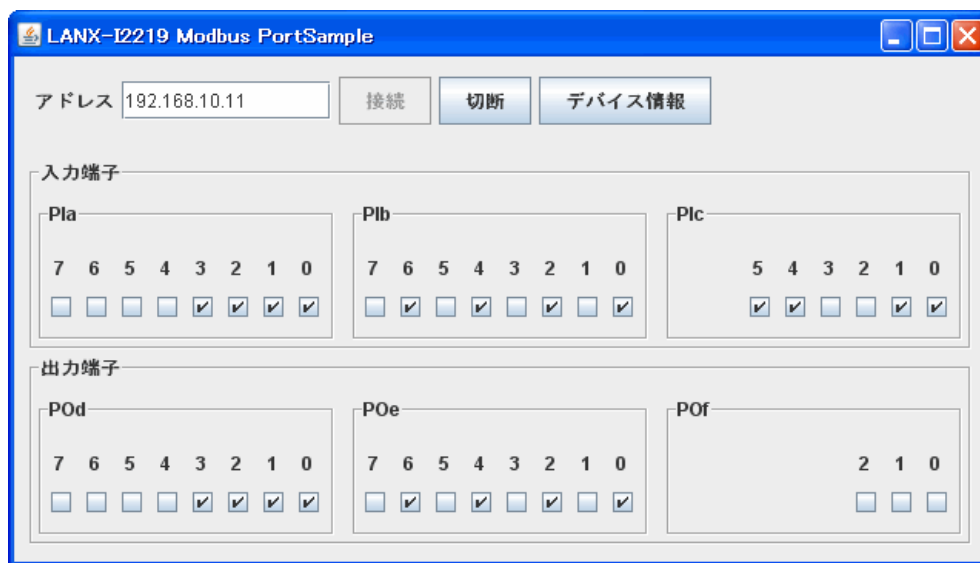 LANX-I2219 Modbus PortSample
アドレス 192.168.10.11 接続 切断 デバイス情報
入力端子
PIa PIb PIc
7 6 5 4 3 2 1 0 7 6 5 4 3 2 1 0 5 4 3 2 1 0
出力端子
POd POe POf
7 6 5 4 3 2 1 0 7 6 5 4 3 2 1 0 2 1 0